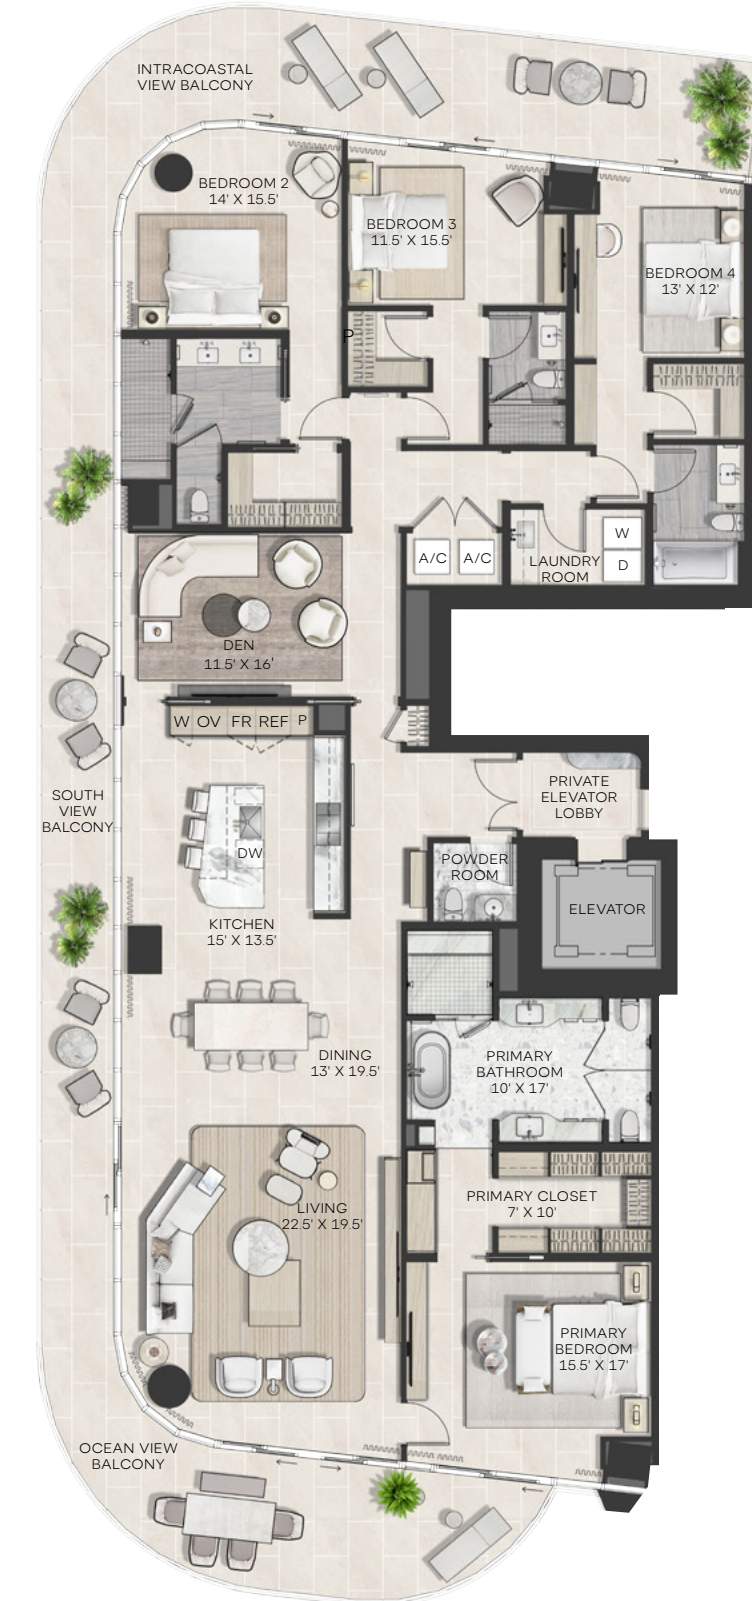 INTRACOASTAL
VIEW BALCONY
BEDROOM 2
14' X 15.5'
BEDROOM 3
11.5' X 15.5'
BEDROOM 4
13' X 12'
P
A/C
A/C
LAUNDRY
ROOM
W
D
DEN
11.5' X 16'
W
OV
FR
REF
P
PRIVATE
ELEVATOR
LOBBY
SOUTH
VIEW
BALCONY
DW
POWDER
ROOM
ELEVATOR
KITCHEN
15' X 13.5'
DINING
13' X 19.5'
PRIMARY
BATHROOM
10' X 17'
PRIMARY CLOSET
7' X 10'
LIVING
22.5' X 19.5'
PRIMARY
BEDROOM
15.5' X 17'
OCEAN VIEW
BALCONY